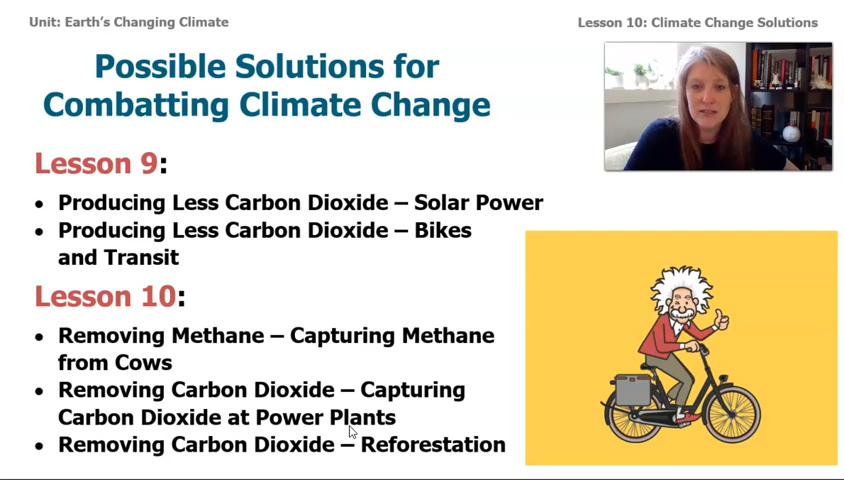 Unit: Earth's Changing Climate
Lesson 10: Climate Change Solutions
Possible Solutions for
Combatting Climate Change
Lesson 9:
• Producing Less Carbon Dioxide – Solar Power
• Producing Less Carbon Dioxide – Bikes
and Transit
Lesson 10:
• Removing Methane – Capturing Methane
from Cows
• Removing Carbon Dioxide – Capturing
Carbon Dioxide at Power Plants
• Removing Carbon Dioxide – Reforestation